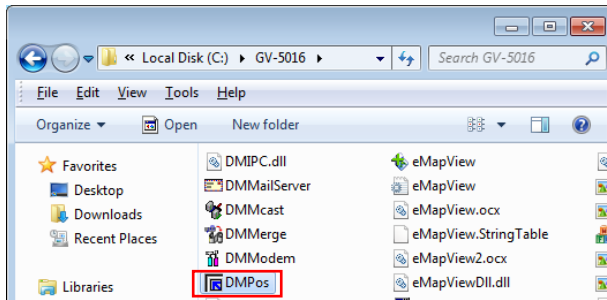 « Local Disk (C:) ▸ GV-5016 ▸ Search GV-5016
File Edit View Tools Help
Organize Open New folder
Favorites DMIPC.dll eMapView
Desktop DMMailServer eMapView
Downloads DMMcast eMapView.ocx
Recent Places DMMerge eMapView.StringTable
DMModem eMapView2.ocx
Libraries DMPos eMapViewDll.dll